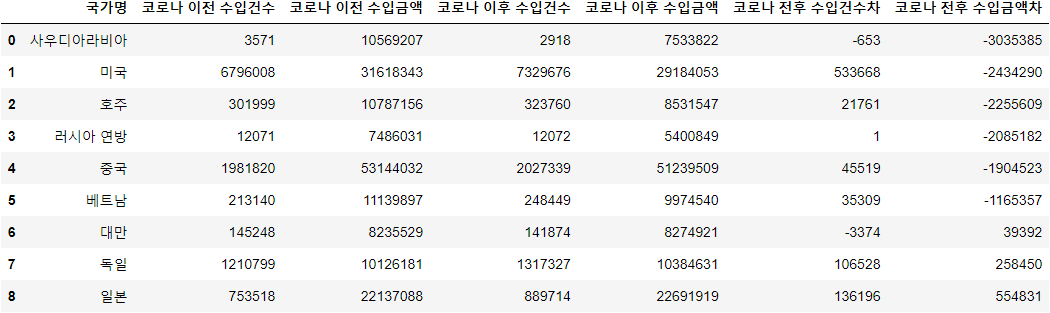 국가명 코로나 이전 수입건수 코로나 이전 수입금액 코로나 이후 수입건수 코로나 이후 수입금액 코로나 전후 수입건수차 코로나 전후 수입금액차
0 사우디아라비아 3571 10569207 2918 7533822 -653 -3035385
1 미국 6796008 31618343 7329676 29184053 533668 -2434290
2 호주 301999 10787156 323760 8531547 21761 -2255609
3 러시아 연방 12071 7486031 12072 5400849 1 -2085182
4 중국 1981820 53144032 2027339 51239509 45519 -1904523
5 베트남 213140 11139897 248449 9974540 35309 -1165357
6 대만 145248 8235529 141874 8274921 -3374 39392
7 독일 1210799 10126181 1317327 10384631 106528 258450
8 일본 753518 22137088 889714 22691919 136196 554831